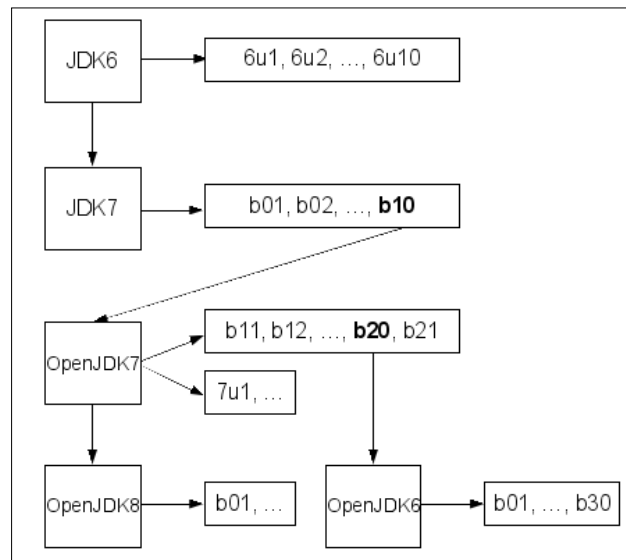 JDK6
6u1, 6u2, ..., 6u10
JDK7
b01, b02, ..., b10
OpenJDK7
b11, b12, ..., b20, b21
7u1, ...
OpenJDK8
b01, ...
OpenJDK6
b01, ..., b30